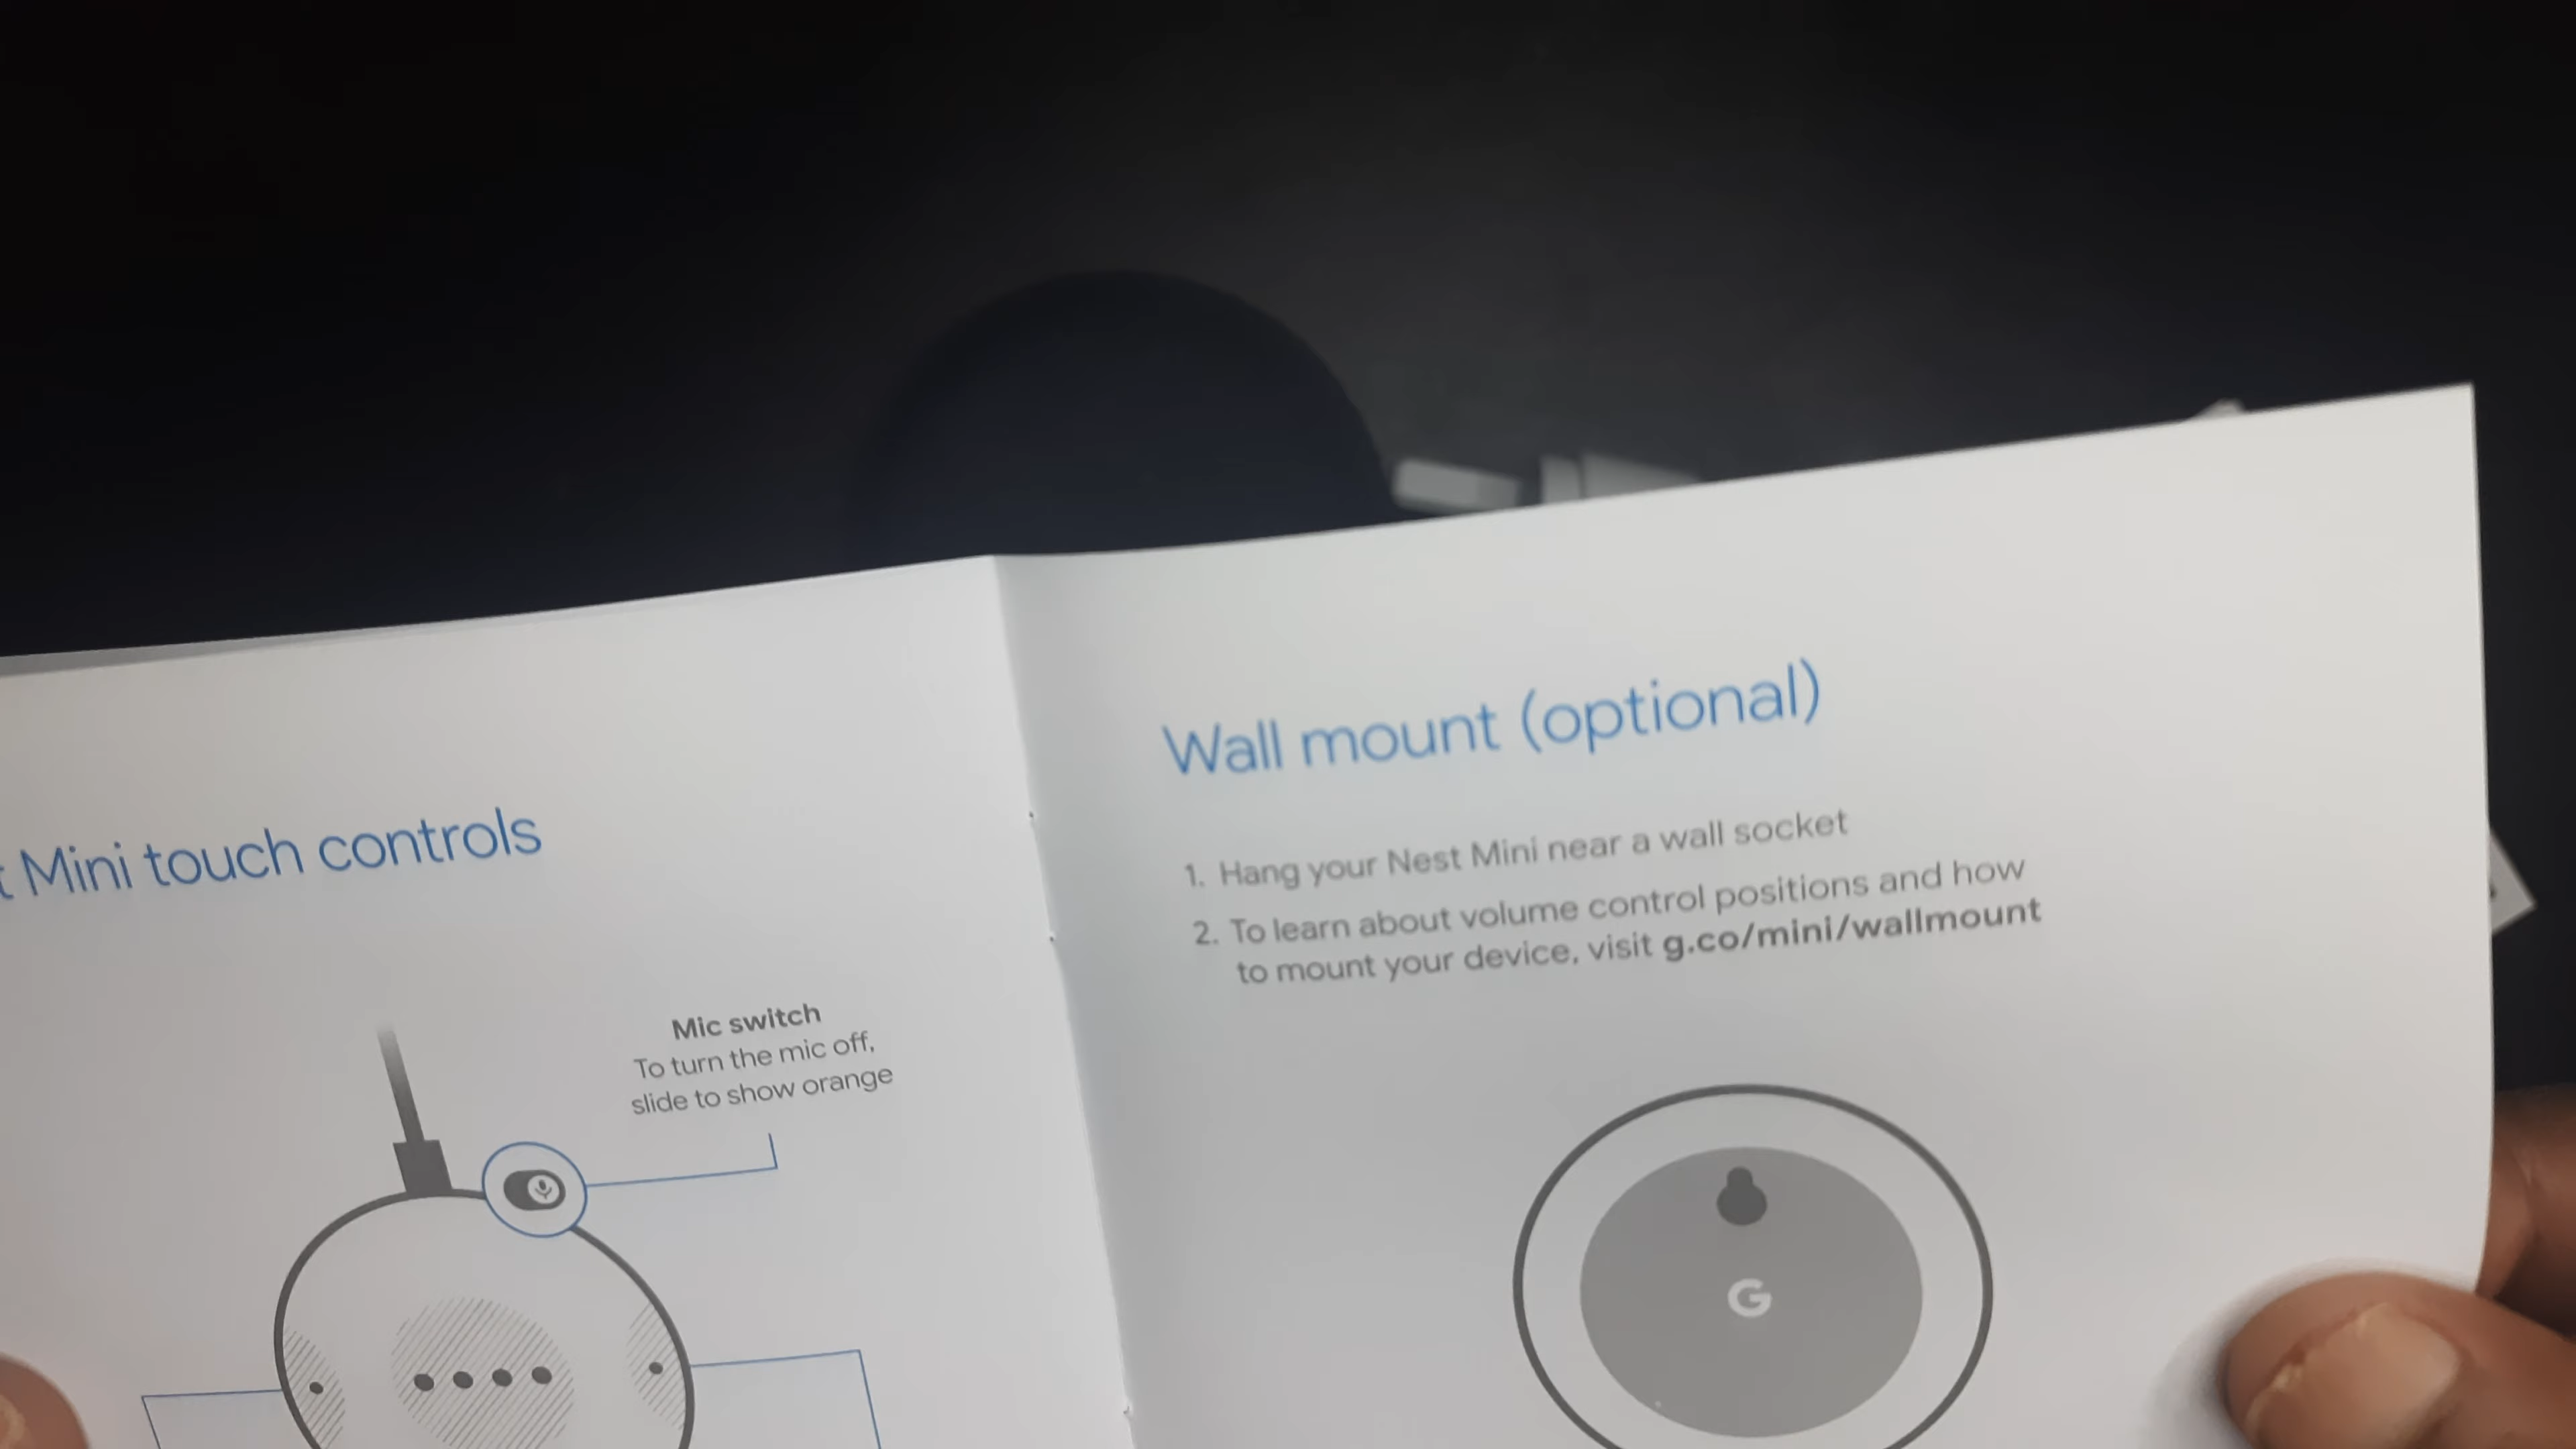 Mini touch controls
Mic switch
To turn the mic off,
slide to show orange
Wall mount (optional)
1. Hang your Nest Mini near a wall socket
2. To learn about volume control positions and how
to mount your device, visit g.co/mini/wallmount
G